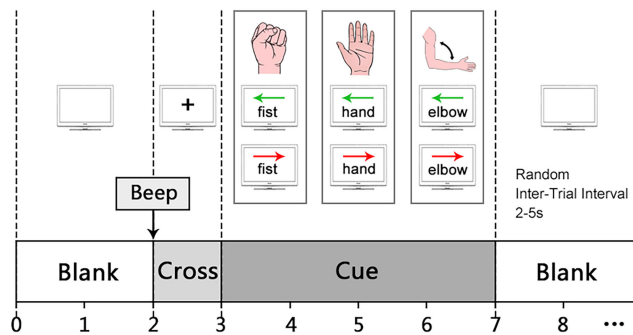 +
fist
hand
elbow
fist
hand
elbow
Random
Inter-Trial Interval
2-5s
Beep
Blank
Cross
Cue
Blank
0 1 2 3 4 5 6 7 8 •••